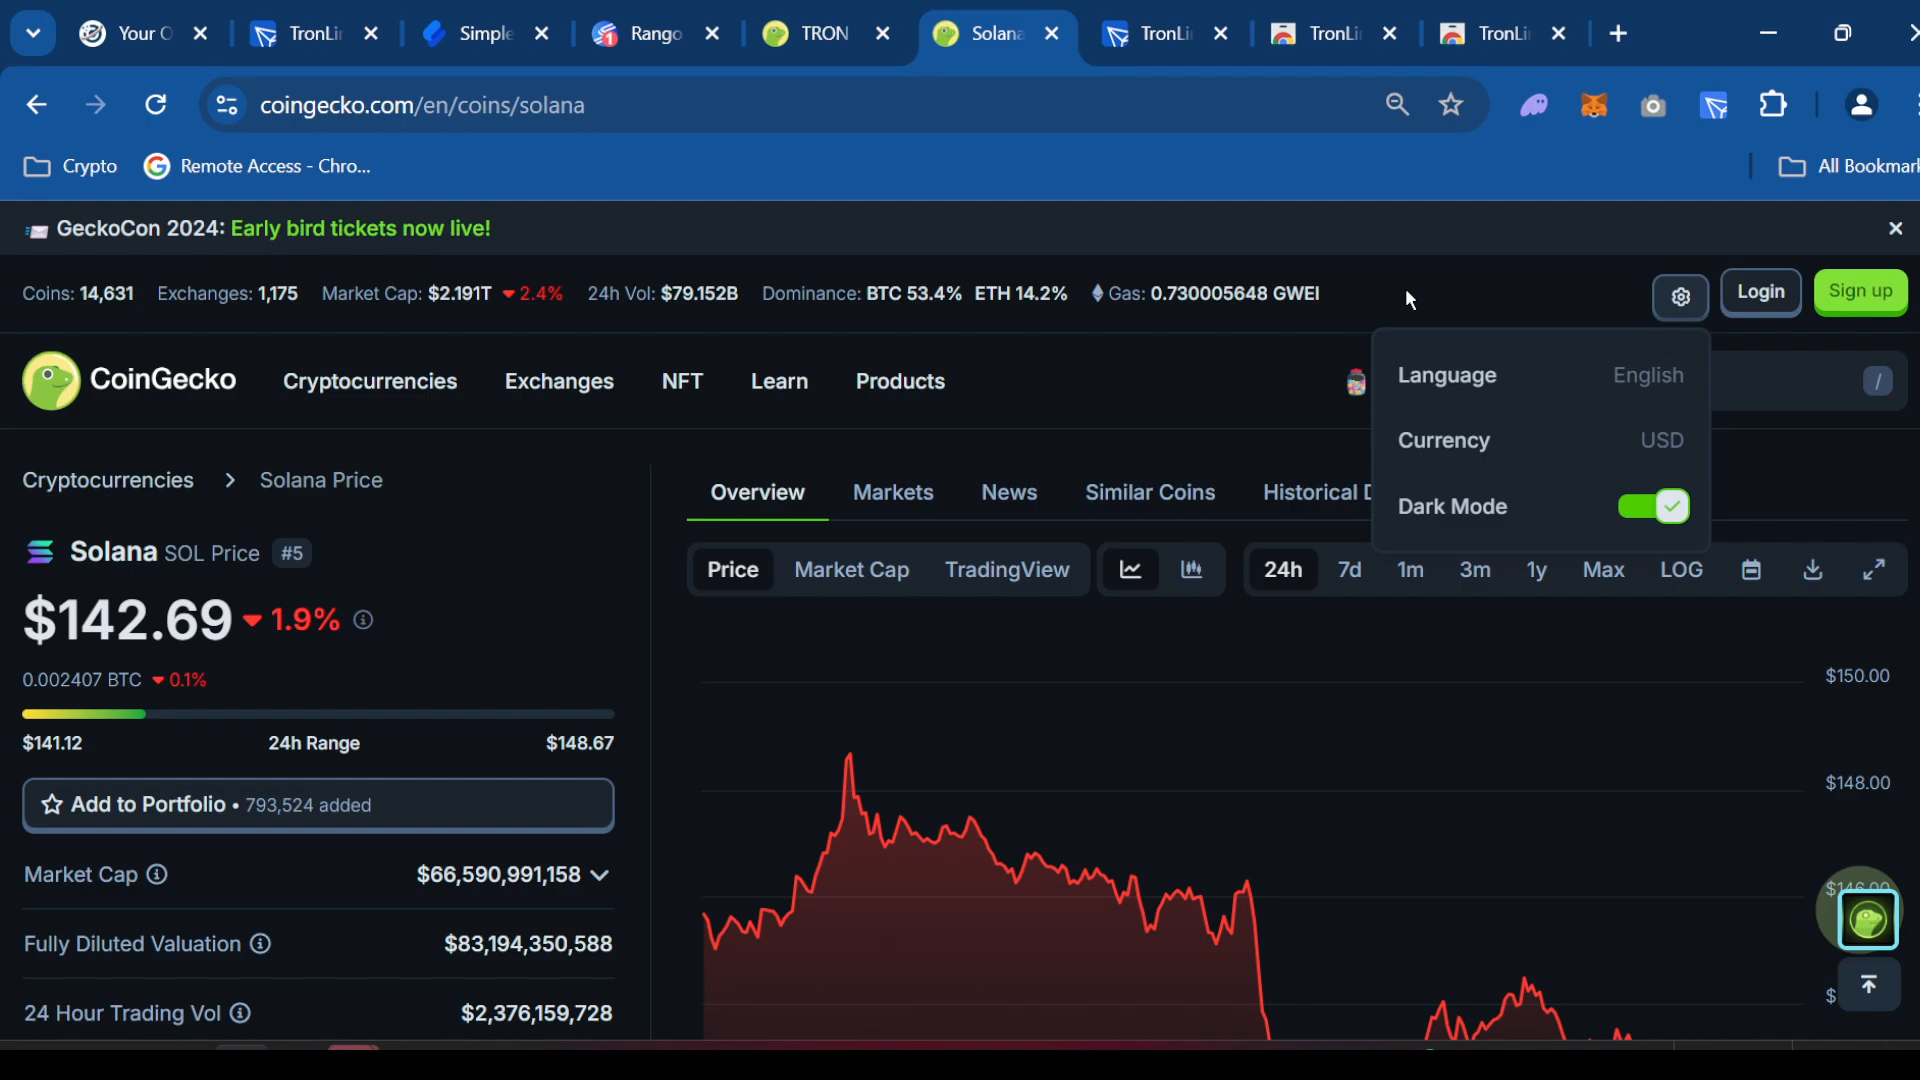 Your O
TronLin
Simple
Rango
TRON
Solana
TronLi
TronLi
TronLi
coingecko.com/en/coins/solana
Crypto
Remote Access - Chro...
All Bookmark
GeckoCon 2024: Early bird tickets now live!
Coins: 14,631 Exchanges: 1,175 Market Cap: $2.191T 2.4% 24h Vol: $79.152B Dominance: BTC 53.4% ETH 14.2% Gas: 0.730005648 GWEI
Login
Sign up
CoinGecko
Cryptocurrencies
Exchanges
NFT
Learn
Products
/
Language English
Currency USD
Dark Mode
Cryptocurrencies > Solana Price
Overview
Markets
News
Similar Coins
Historical D
Solana SOL Price #5
$142.69 1.9%
0.002407 BTC 0.1%
$141.12 24h Range $148.67
Add to Portfolio • 793,524 added
Market Cap $66,590,991,158
Fully Diluted Valuation $83,194,350,588
24 Hour Trading Vol $2,376,159,728
Price Market Cap TradingView
24h 7d 1m 3m 1y Max LOG
$150.00
$148.00
$146.00
$